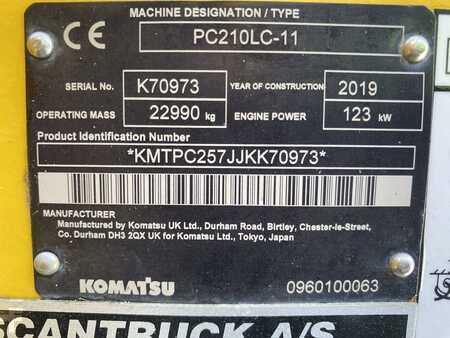 MACHINE DESIGNATION / TYPE
CE PC210LC-11
SERIAL No. K70973 YEAR OF CONSTRUCTION 2019
OPERATING MASS 22990 kg ENGINE POWER 123 kW
Product Identification Number
*KMTPC257JJKK70973*
MANUFACTURER
Manufactured by Komatsu UK Ltd., Durham Road, Birtley, Chester-le-Street,
Co. Durham DH3 2QX UK for Komatsu Ltd., Tokyo, Japan
KOMATSU 0960100063
SCANTRUCK A/S